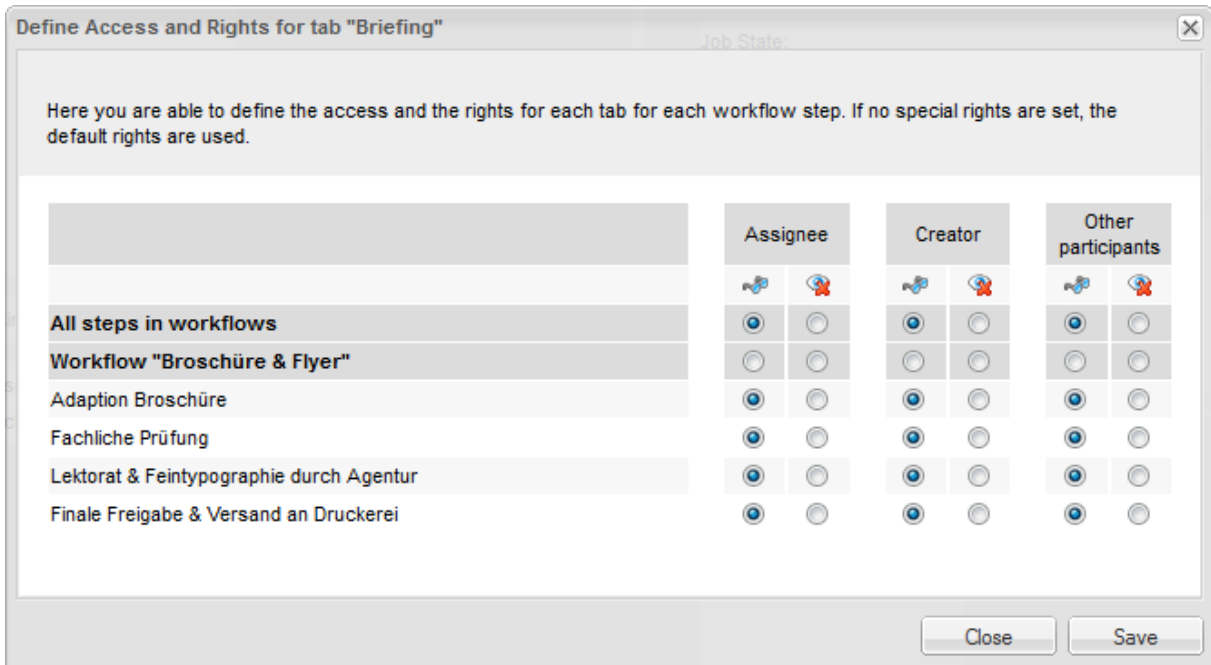 Define Access and Rights for tab "Briefing"
Job State:
Here you are able to define the access and the rights for each tab for each workflow step. If no special rights are set, the
default rights are used.
Assignee
Creator
Other
participants
All steps in workflows
Workflow "Broschüre & Flyer"
Adaption Broschüre
Fachliche Prüfung
Lektorat & Feintypographie durch Agentur
Finale Freigabe & Versand an Druckerei
Close
Save